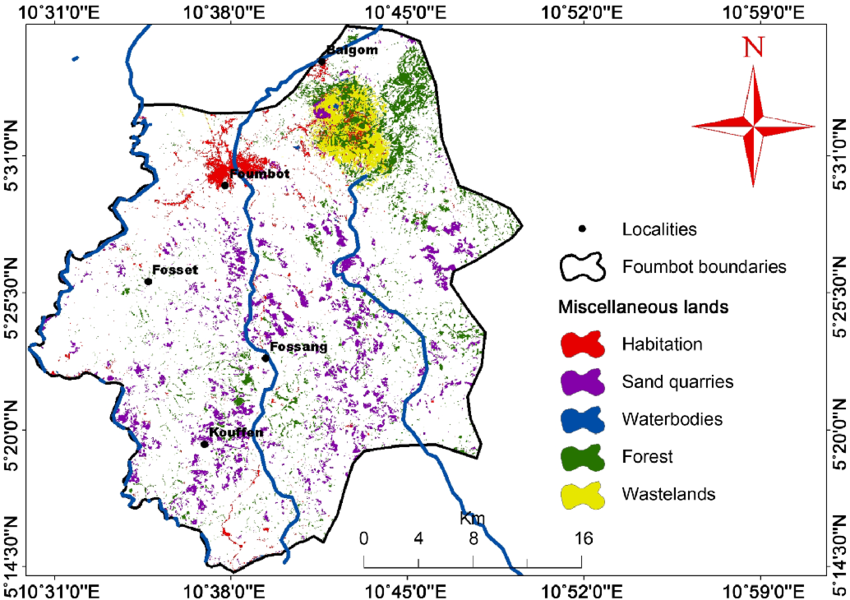 10°31'0"E 10°38'0"E 10°45'0"E 10°52'0"E 10°59'0"E
N
Baigom
5°31'0"N 5°31'0"N
Foumbot
Localities
Foumbot boundaries
Fosset
5°25'30"N 5°25'30"N
Miscellaneous lands
Habitation
Fossang
Sand quarries
Waterbodies
Kouffen
5°20'0"N 5°20'0"N
Forest
Wastelands
Km
0 4 8 16
5°14'30"N 5°14'30"N
10°31'0"E 10°38'0"E 10°45'0"E 10°52'0"E 10°59'0"E